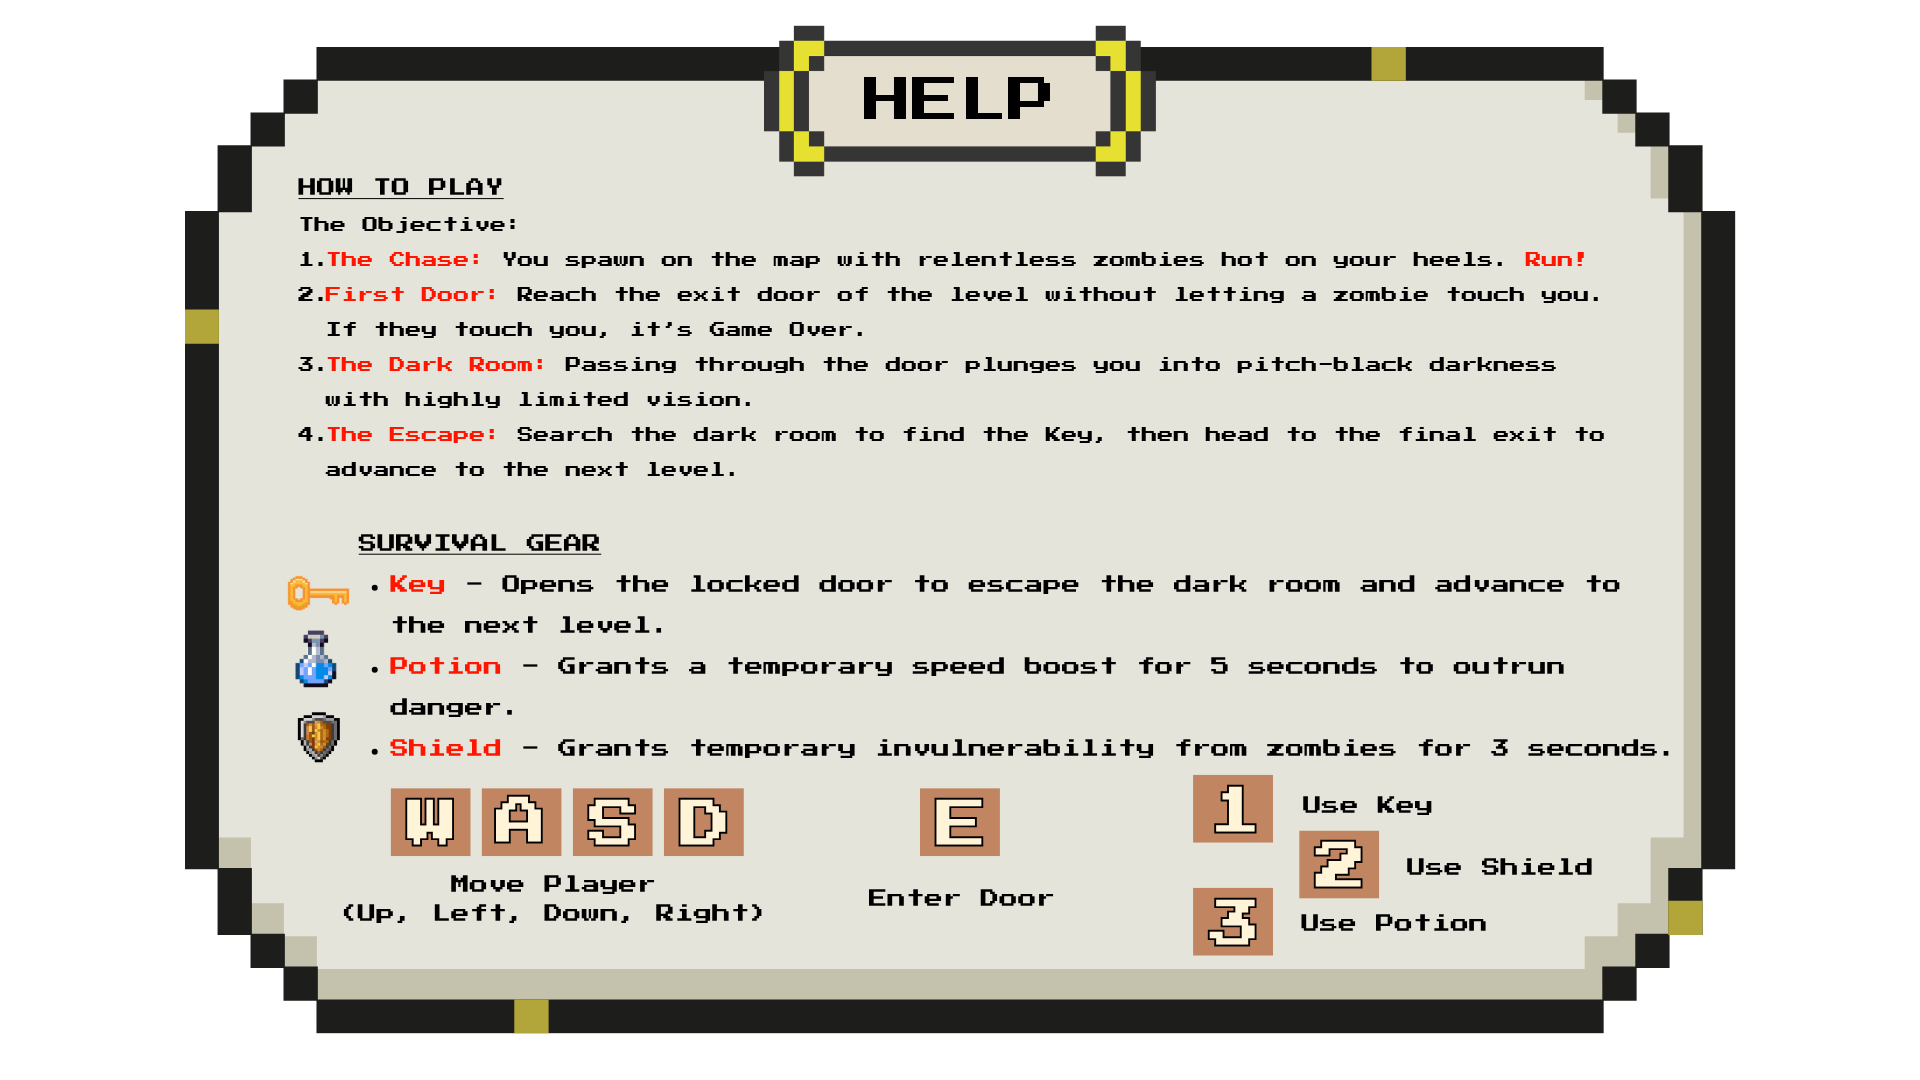 HELP
HOW TO PLAY
The Objective:
1.The Chase: You spawn on the map with relentless zombies hot on your heels. Run!
2.First Door: Reach the exit door of the level without letting a zombie touch you.
If they touch you, it's Game Over.
3.The Dark Room: Passing through the door plunges you into pitch-black darkness
with highly limited vision.
4.The Escape: Search the dark room to find the Key, then head to the final exit to
advance to the next level.
SURVIVAL GEAR
• Key - Opens the locked door to escape the dark room and advance to
the next level.
• Potion - Grants a temporary speed boost for 5 seconds to outrun
danger.
• Shield - Grants temporary invulnerability from zombies for 3 seconds.
W A S D
Move Player
(Up, Left, Down, Right)
E
Enter Door
1 Use Key
2 Use Shield
3 Use Potion